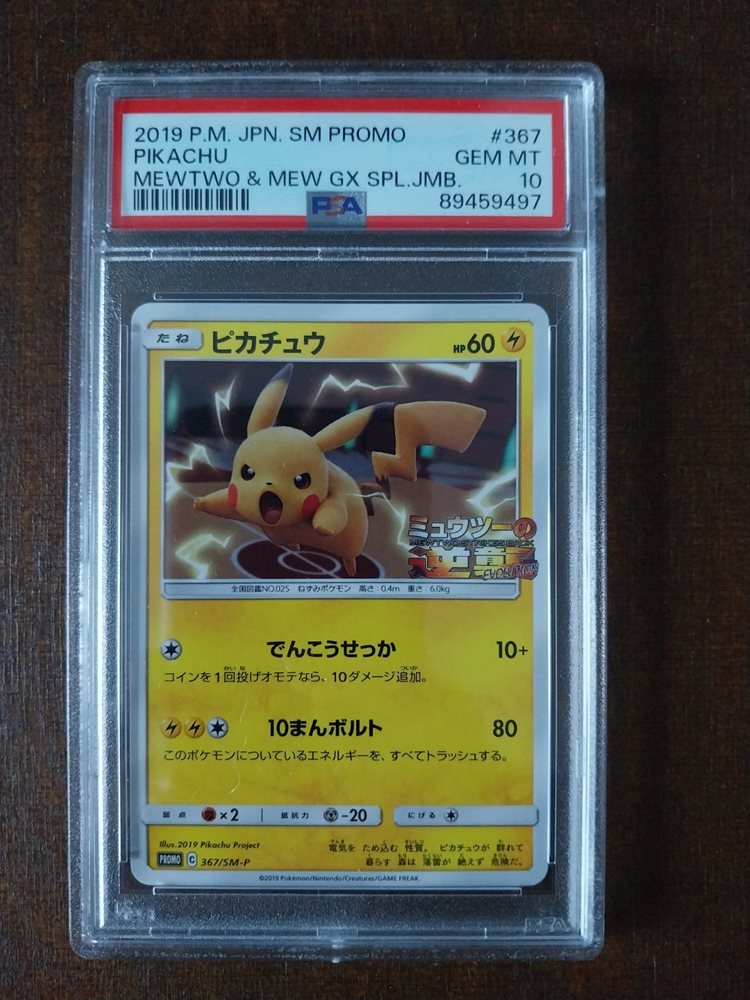 2019 P.M. JPN. SM PROMO #367
PIKACHU GEM MT
MEWTWO & MEW GX SPL.JMB. 10
PSA 89459497
たね ピカチュウ HP60
ミュウツーの
MEWTWO STRIKES BACK
逆襲
EVOLUTION
全国図鑑NO.025 ねずみポケモン 高さ:0.4m 重さ:6.0kg
でんこうせっか 10+
コインを1回投げオモテなら、10ダメージ追加。
10まんボルト 80
このポケモンについているエネルギーを、すべてトラッシュする。
弱点 ×2 抵抗力 -20 にげる
Illus.2019 Pikachu Project
電気を ため込む 性質。 ピカチュウが 群れて
暮らす 森は 落雷が 絶えず 危険だ。
PROMO C 367/SM-P
©2019 Pokémon/Nintendo/Creatures/GAME FREAK.
PSA